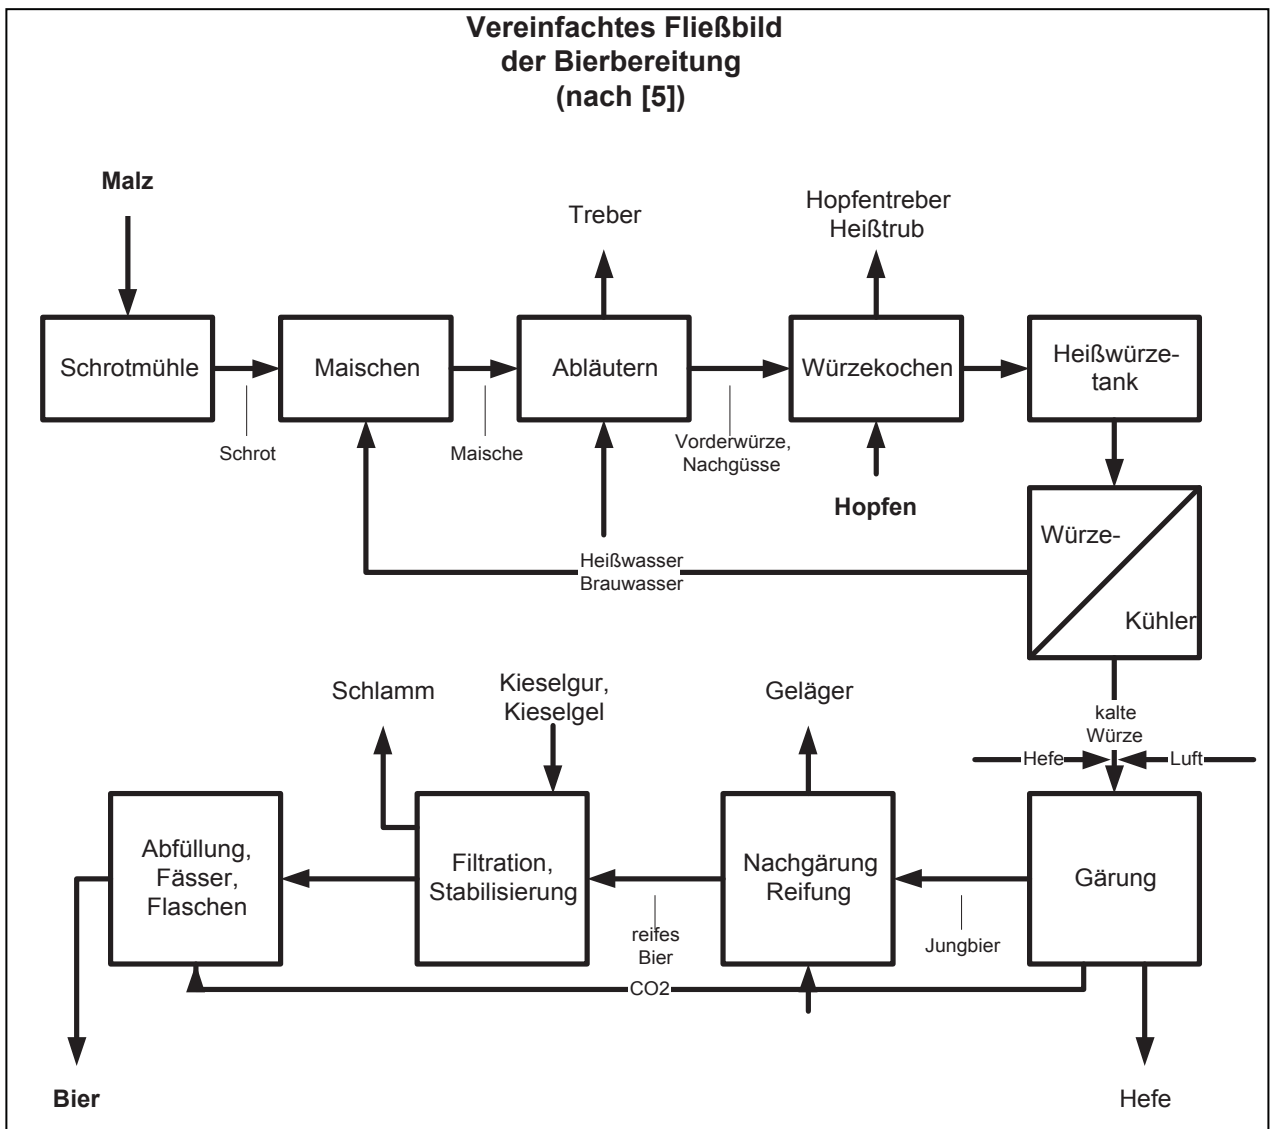 Vereinfachtes Fließbild
der Bierbereitung
(nach [5])
Malz
Treber
Hopfentreber
Heißtrub
Schrotmühle
Maischen
Abläutern
Würzekochen
Heißwürze-
tank
Schrot
Maische
Vorderwürze,
Nachgüsse
Hopfen
Heißwasser
Brauwasser
Würze-
Kühler
Schlamm
Kieselgur,
Kieselgel
Geläger
kalte
Würze
Hefe
Luft
Abfüllung,
Fässer,
Flaschen
Filtration,
Stabilisierung
Nachgärung
Reifung
Gärung
reifes
Bier
Jungbier
CO2
Bier
Hefe